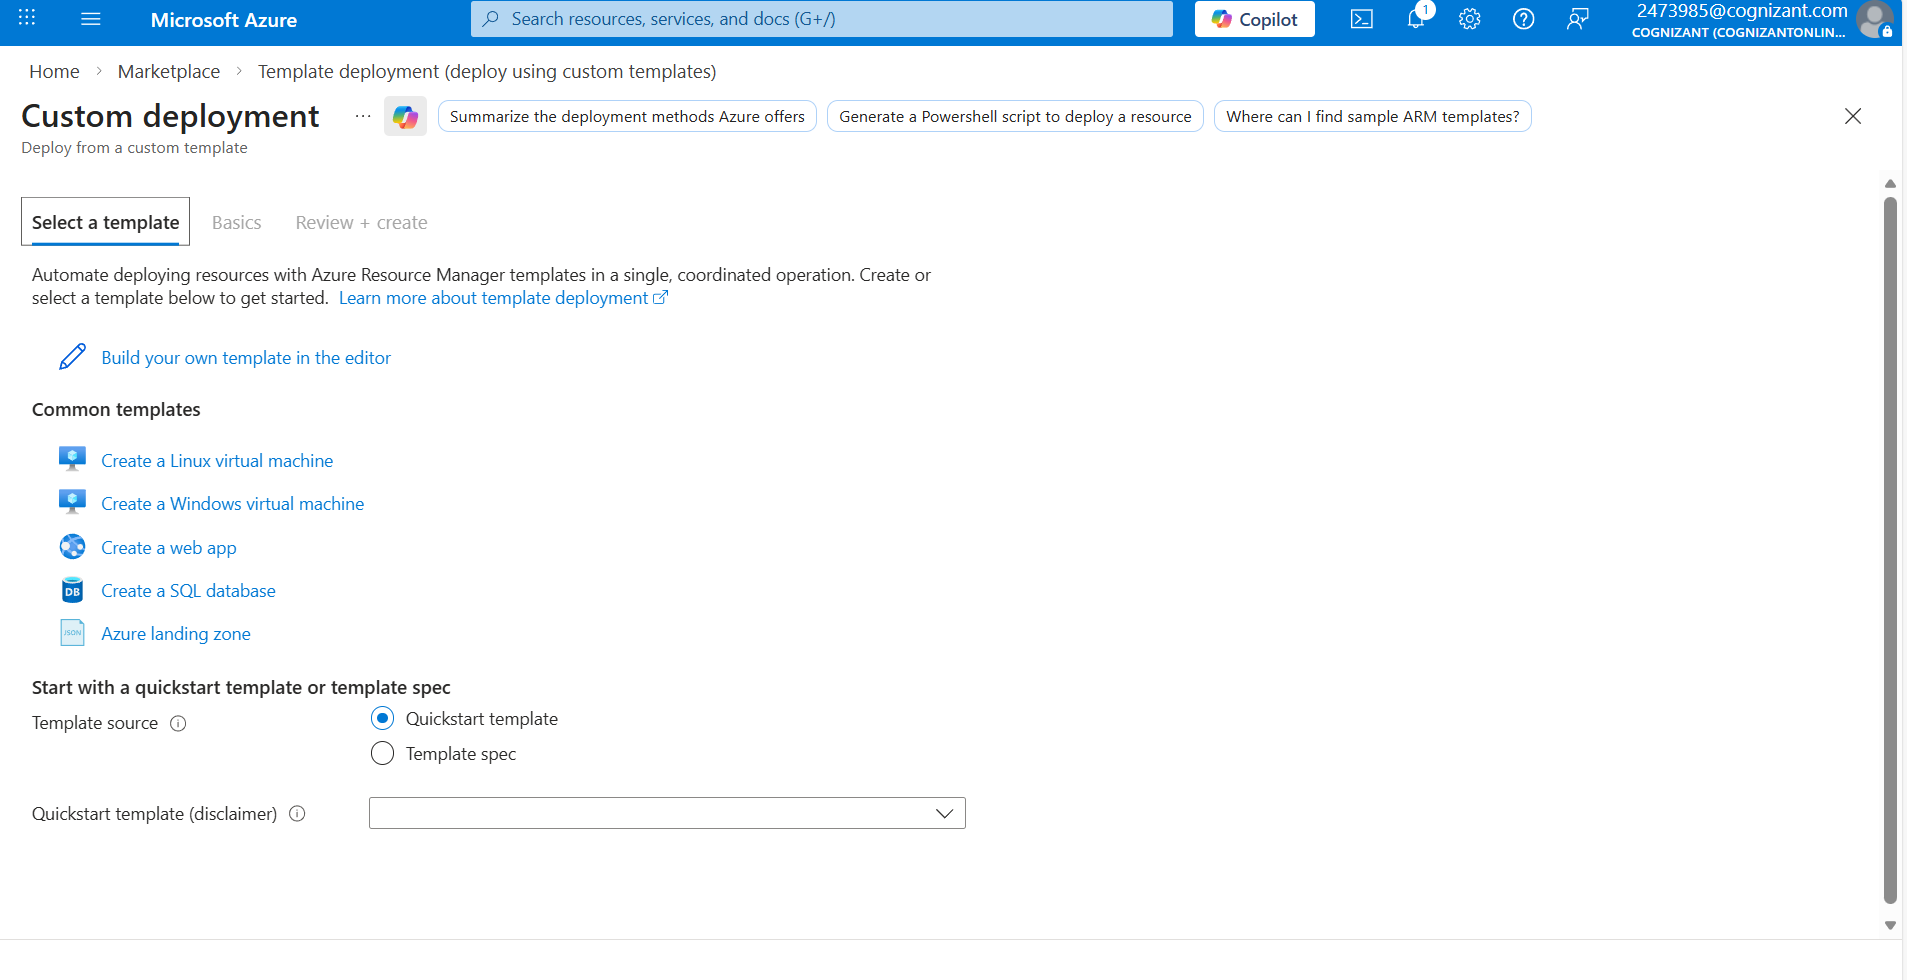 Microsoft Azure
Search resources, services, and docs (G+/)
Copilot
1
2473985@cognizant.com
COGNIZANT (COGNIZANTONLIN...
Home > Marketplace > Template deployment (deploy using custom templates)
Custom deployment ...
Summarize the deployment methods Azure offers
Generate a Powershell script to deploy a resource
Where can I find sample ARM templates?
Deploy from a custom template
Select a template Basics Review + create
Automate deploying resources with Azure Resource Manager templates in a single, coordinated operation. Create or
select a template below to get started. Learn more about template deployment
Build your own template in the editor
Common templates
Create a Linux virtual machine
Create a Windows virtual machine
Create a web app
DB Create a SQL database
JSON Azure landing zone
Start with a quickstart template or template spec
Template source
Quickstart template
Template spec
Quickstart template (disclaimer)